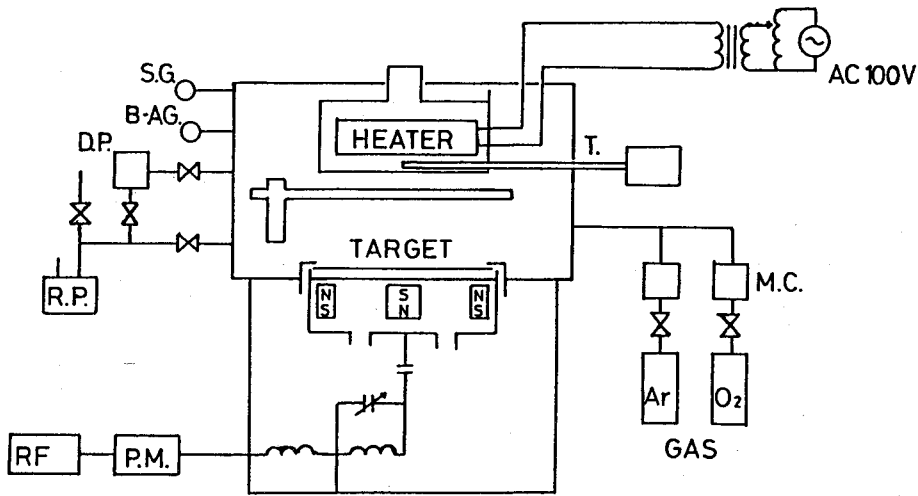 S.G.
B-AG.
D.P.
R.P.
HEATER
T.
AC 100V
TARGET
N
S
S
N
N
S
M.C.
Ar
O₂
GAS
RF
P.M.